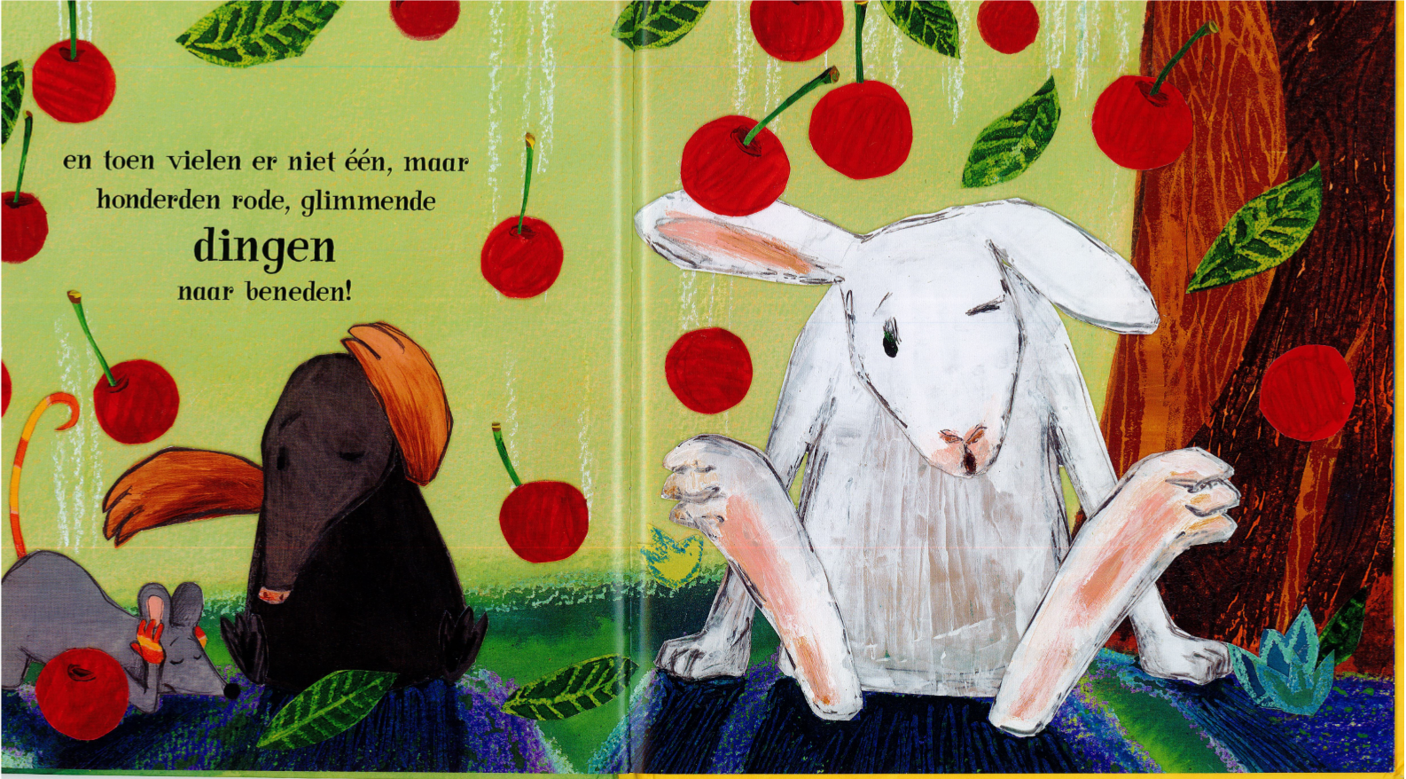 en toen vielen er niet één, maar
honderden rode, glimmende
dingen
naar beneden!